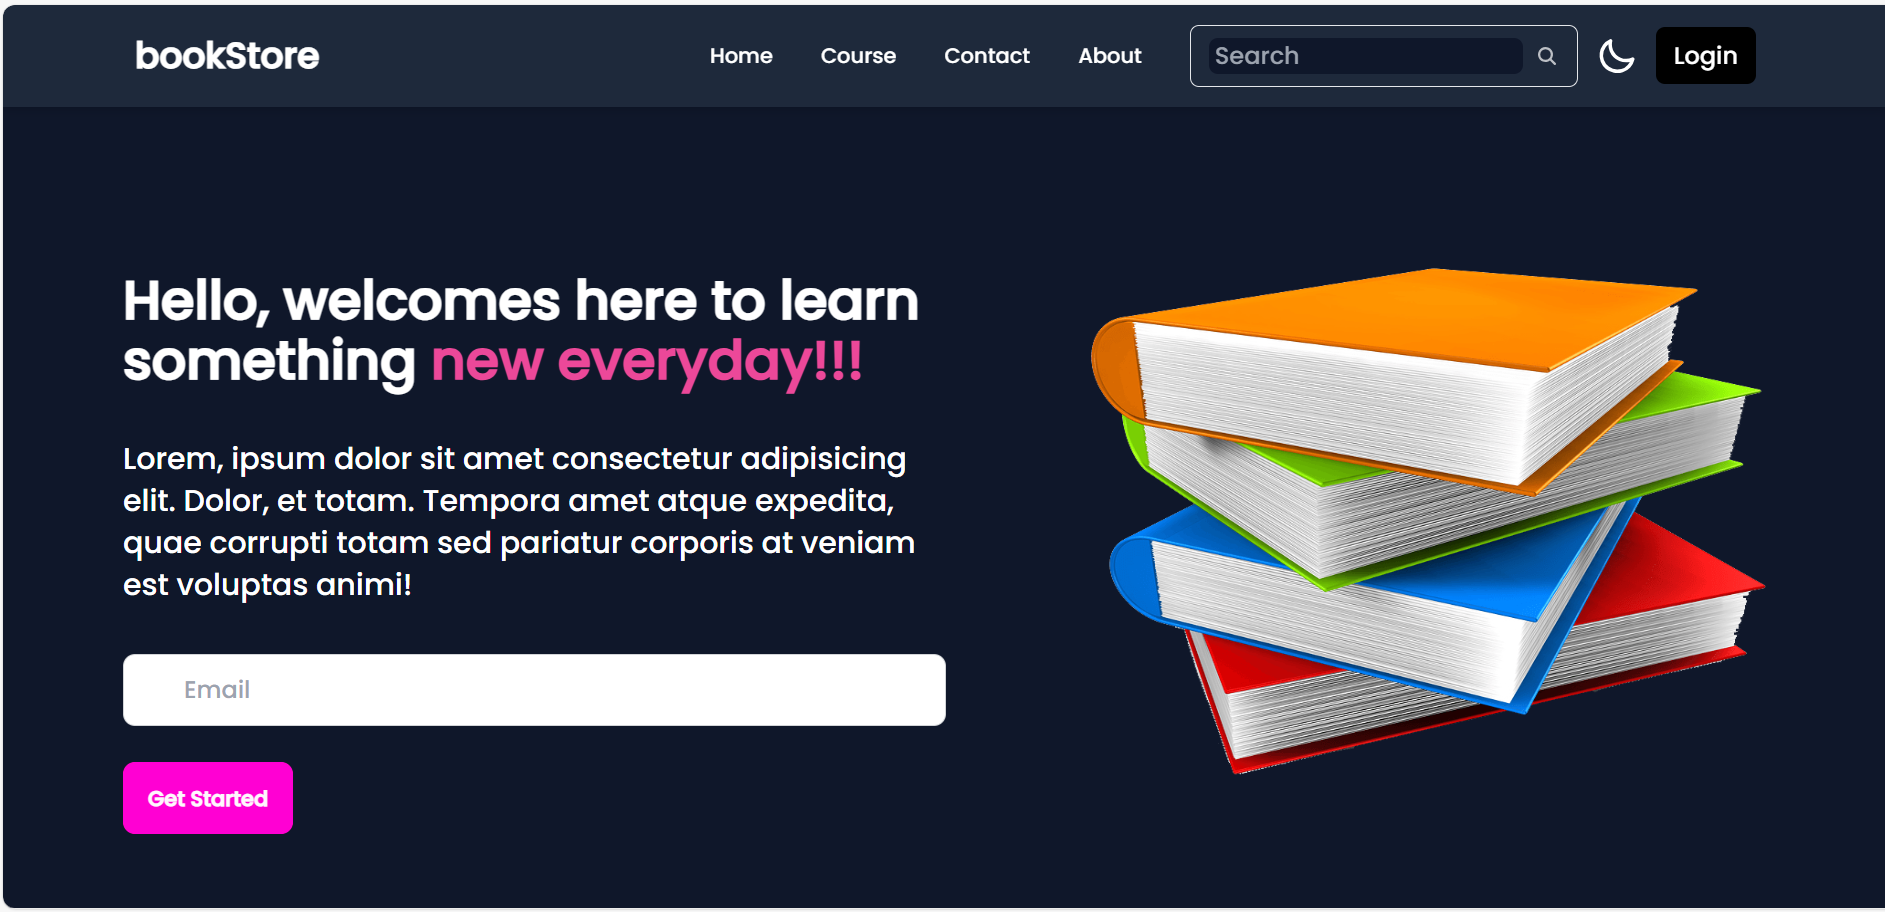 bookStore
Home
Course
Contact
About
Search
Login
Hello, welcomes here to learn
something new everyday!!!
Lorem, ipsum dolor sit amet consectetur adipisicing
elit. Dolor, et totam. Tempora amet atque expedita,
quae corrupti totam sed pariatur corporis at veniam
est voluptas animi!
Email
Get Started